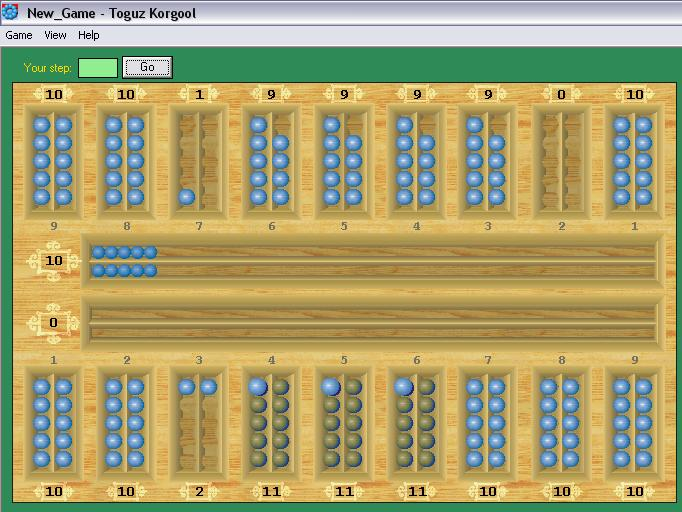 New_Game - Toguz Korgool
Game View Help
Your step: Go
10 10 1 9 9 9 9 0 10
9 8 7 6 5 4 3 2 1
10
0
1 2 3 4 5 6 7 8 9
10 10 2 11 11 11 10 10 10